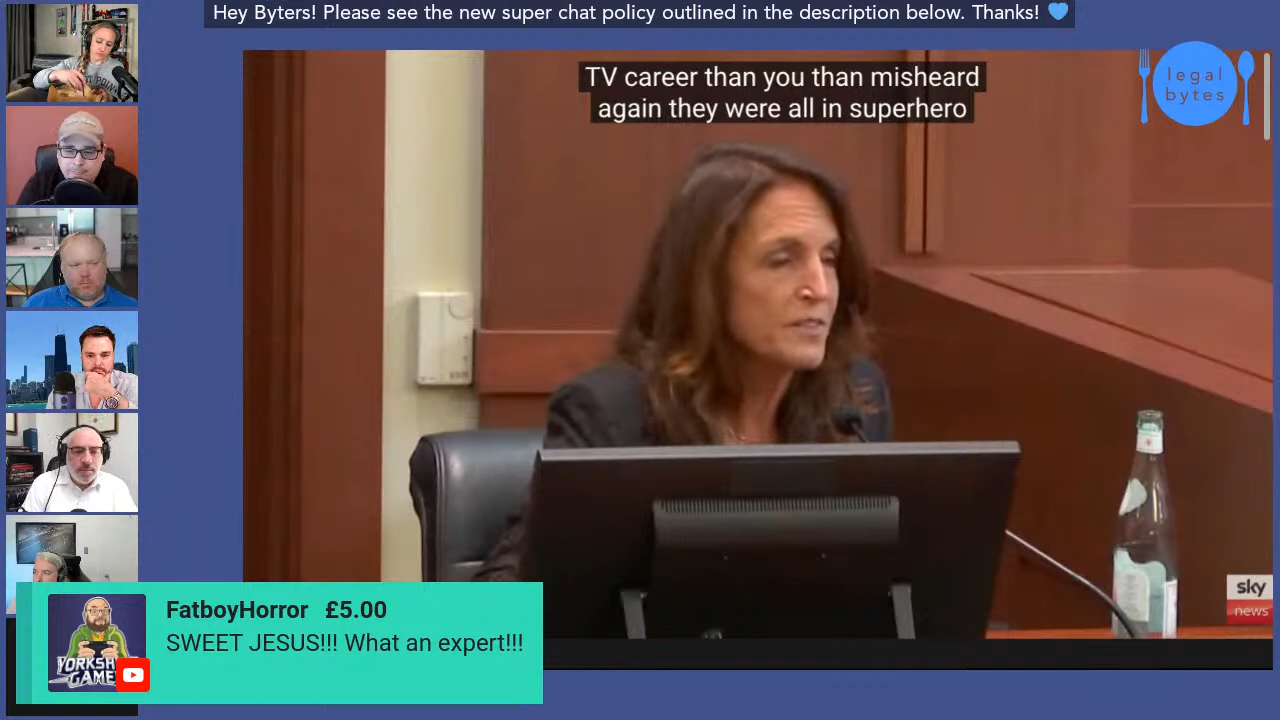 Hey Byters! Please see the new super chat policy outlined in the description below. Thanks! 💙
legal
bytes
TV career than you than misheard
again they were all in superhero
sky
news
FatboyHorror £5.00
SWEET JESUS!!! What an expert!!!